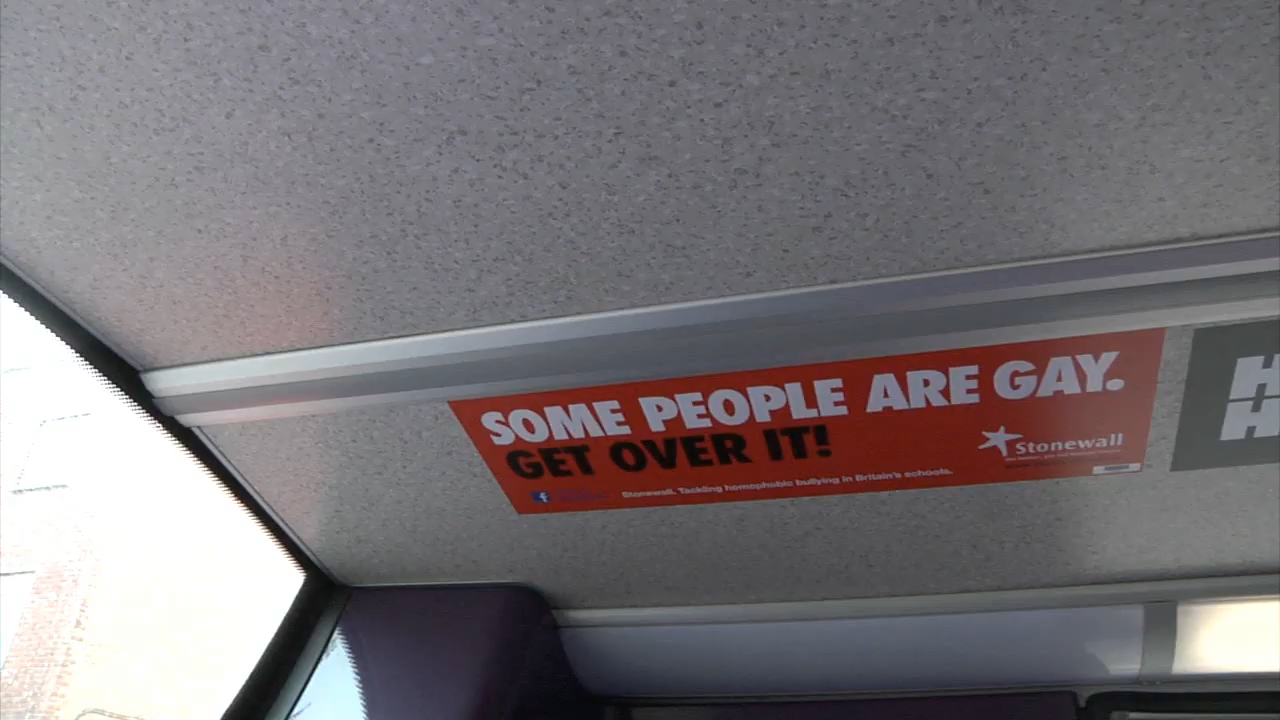 SOME PEOPLE ARE GAY.
GET OVER IT!
Stonewall
Stonewall. Tackling homophobic bullying in Britain's schools.
H
H